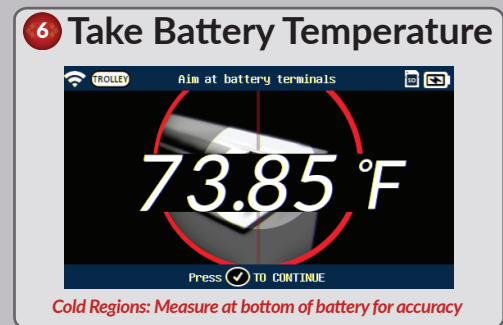 6 Take Battery Temperature
TROLLEY Aim at battery terminals SD
73.85 °F
Press TO CONTINUE
Cold Regions: Measure at bottom of battery for accuracy